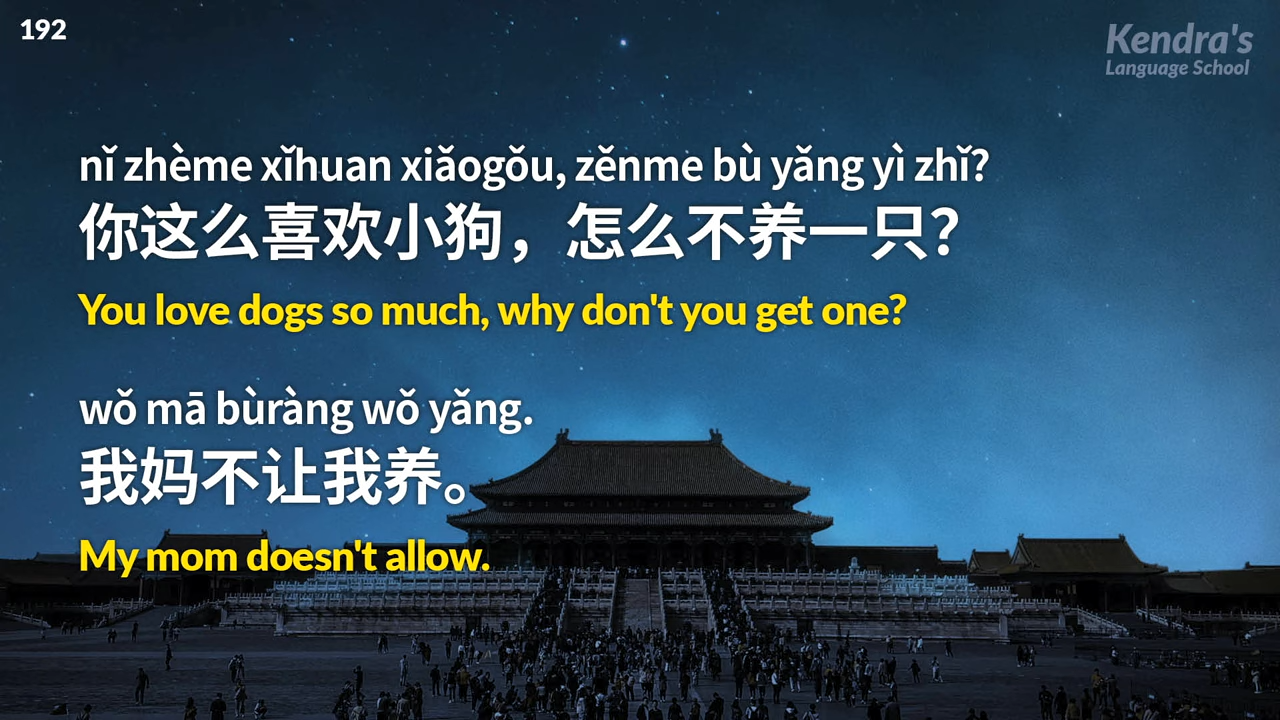 192
Kendra's
Language School
nǐ zhème xǐhuan xiǎogǒu, zěnme bù yǎng yì zhǐ?
你这么喜欢小狗，怎么不养一只？
You love dogs so much, why don't you get one?
wǒ mā bùràng wǒ yǎng.
我妈不让我养。
My mom doesn't allow.